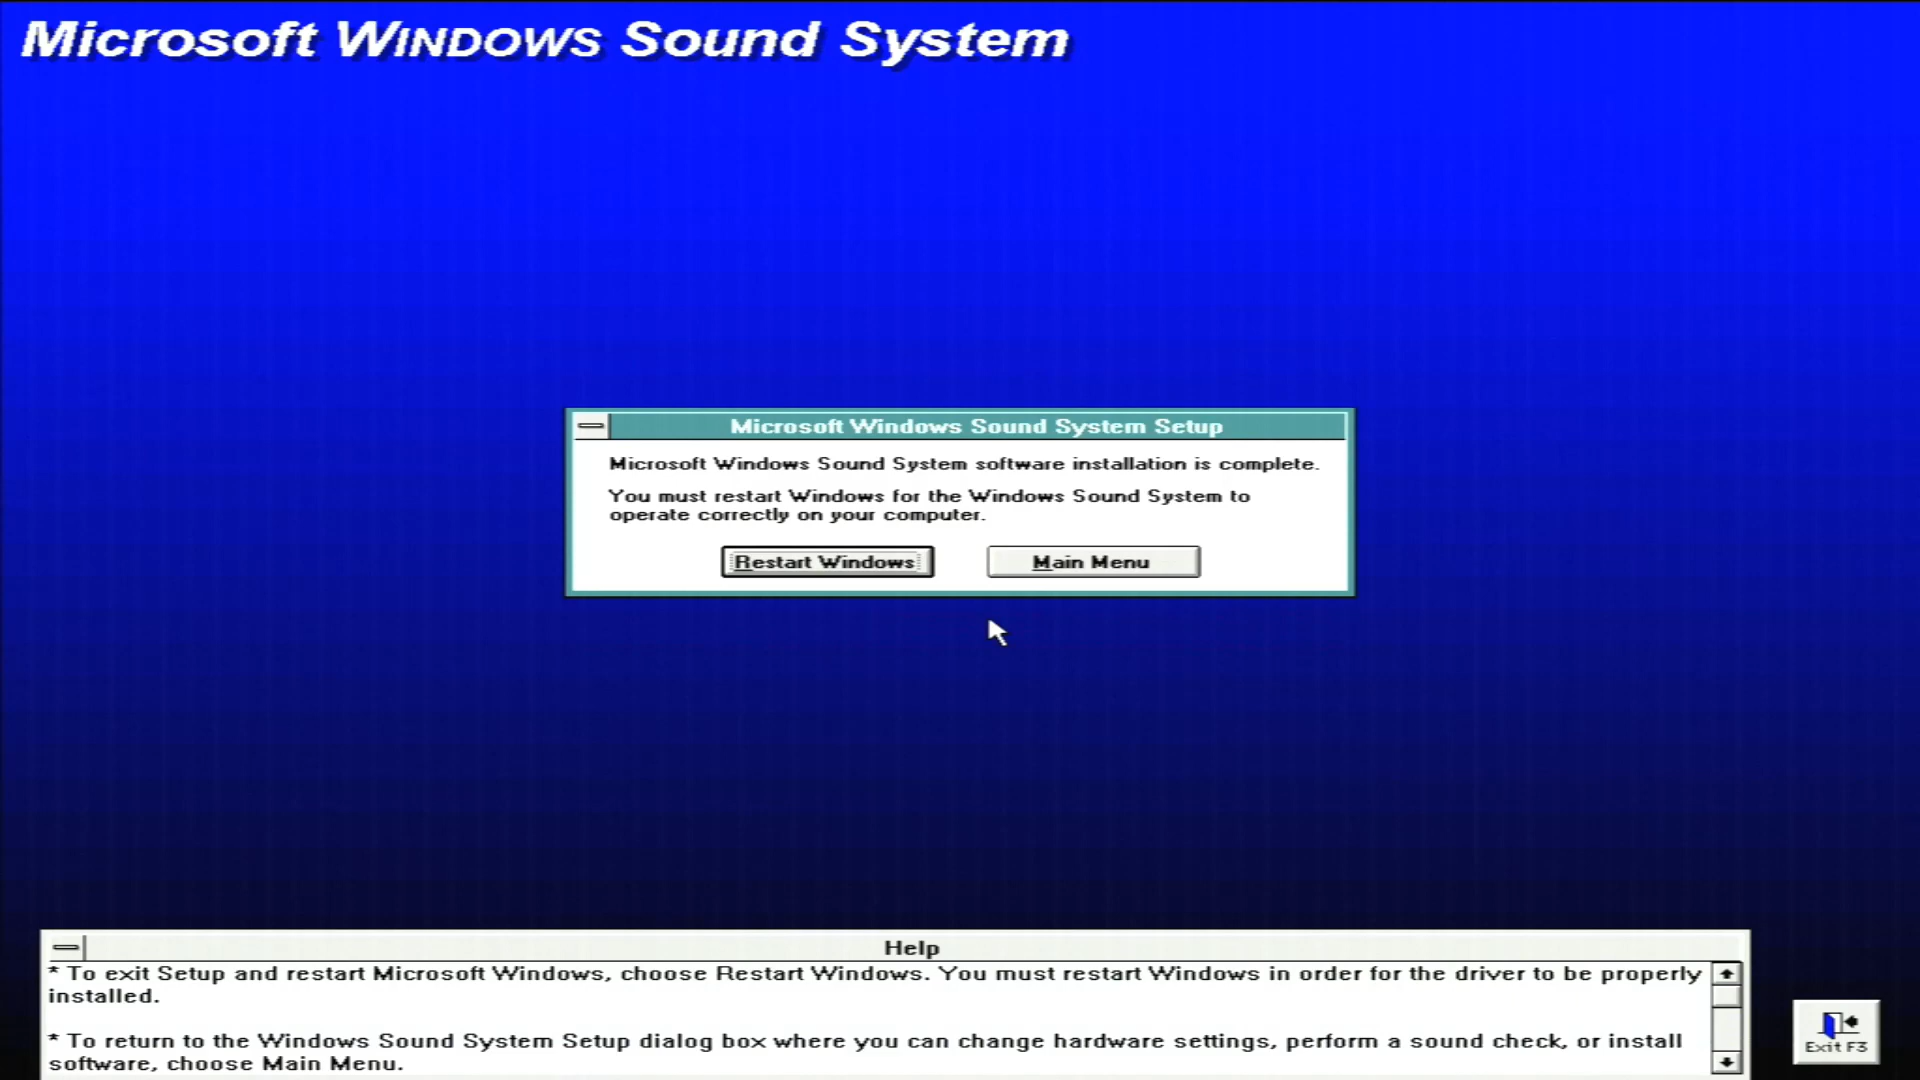 Microsoft WINDOWS Sound System
Microsoft Windows Sound System Setup
Microsoft Windows Sound System software installation is complete.
You must restart Windows for the Windows Sound System to
operate correctly on your computer.
Restart Windows
Main Menu
Help
* To exit Setup and restart Microsoft Windows, choose Restart Windows. You must restart Windows in order for the driver to be properly
installed.
* To return to the Windows Sound System Setup dialog box where you can change hardware settings, perform a sound check, or install
software, choose Main Menu.
Exit F3